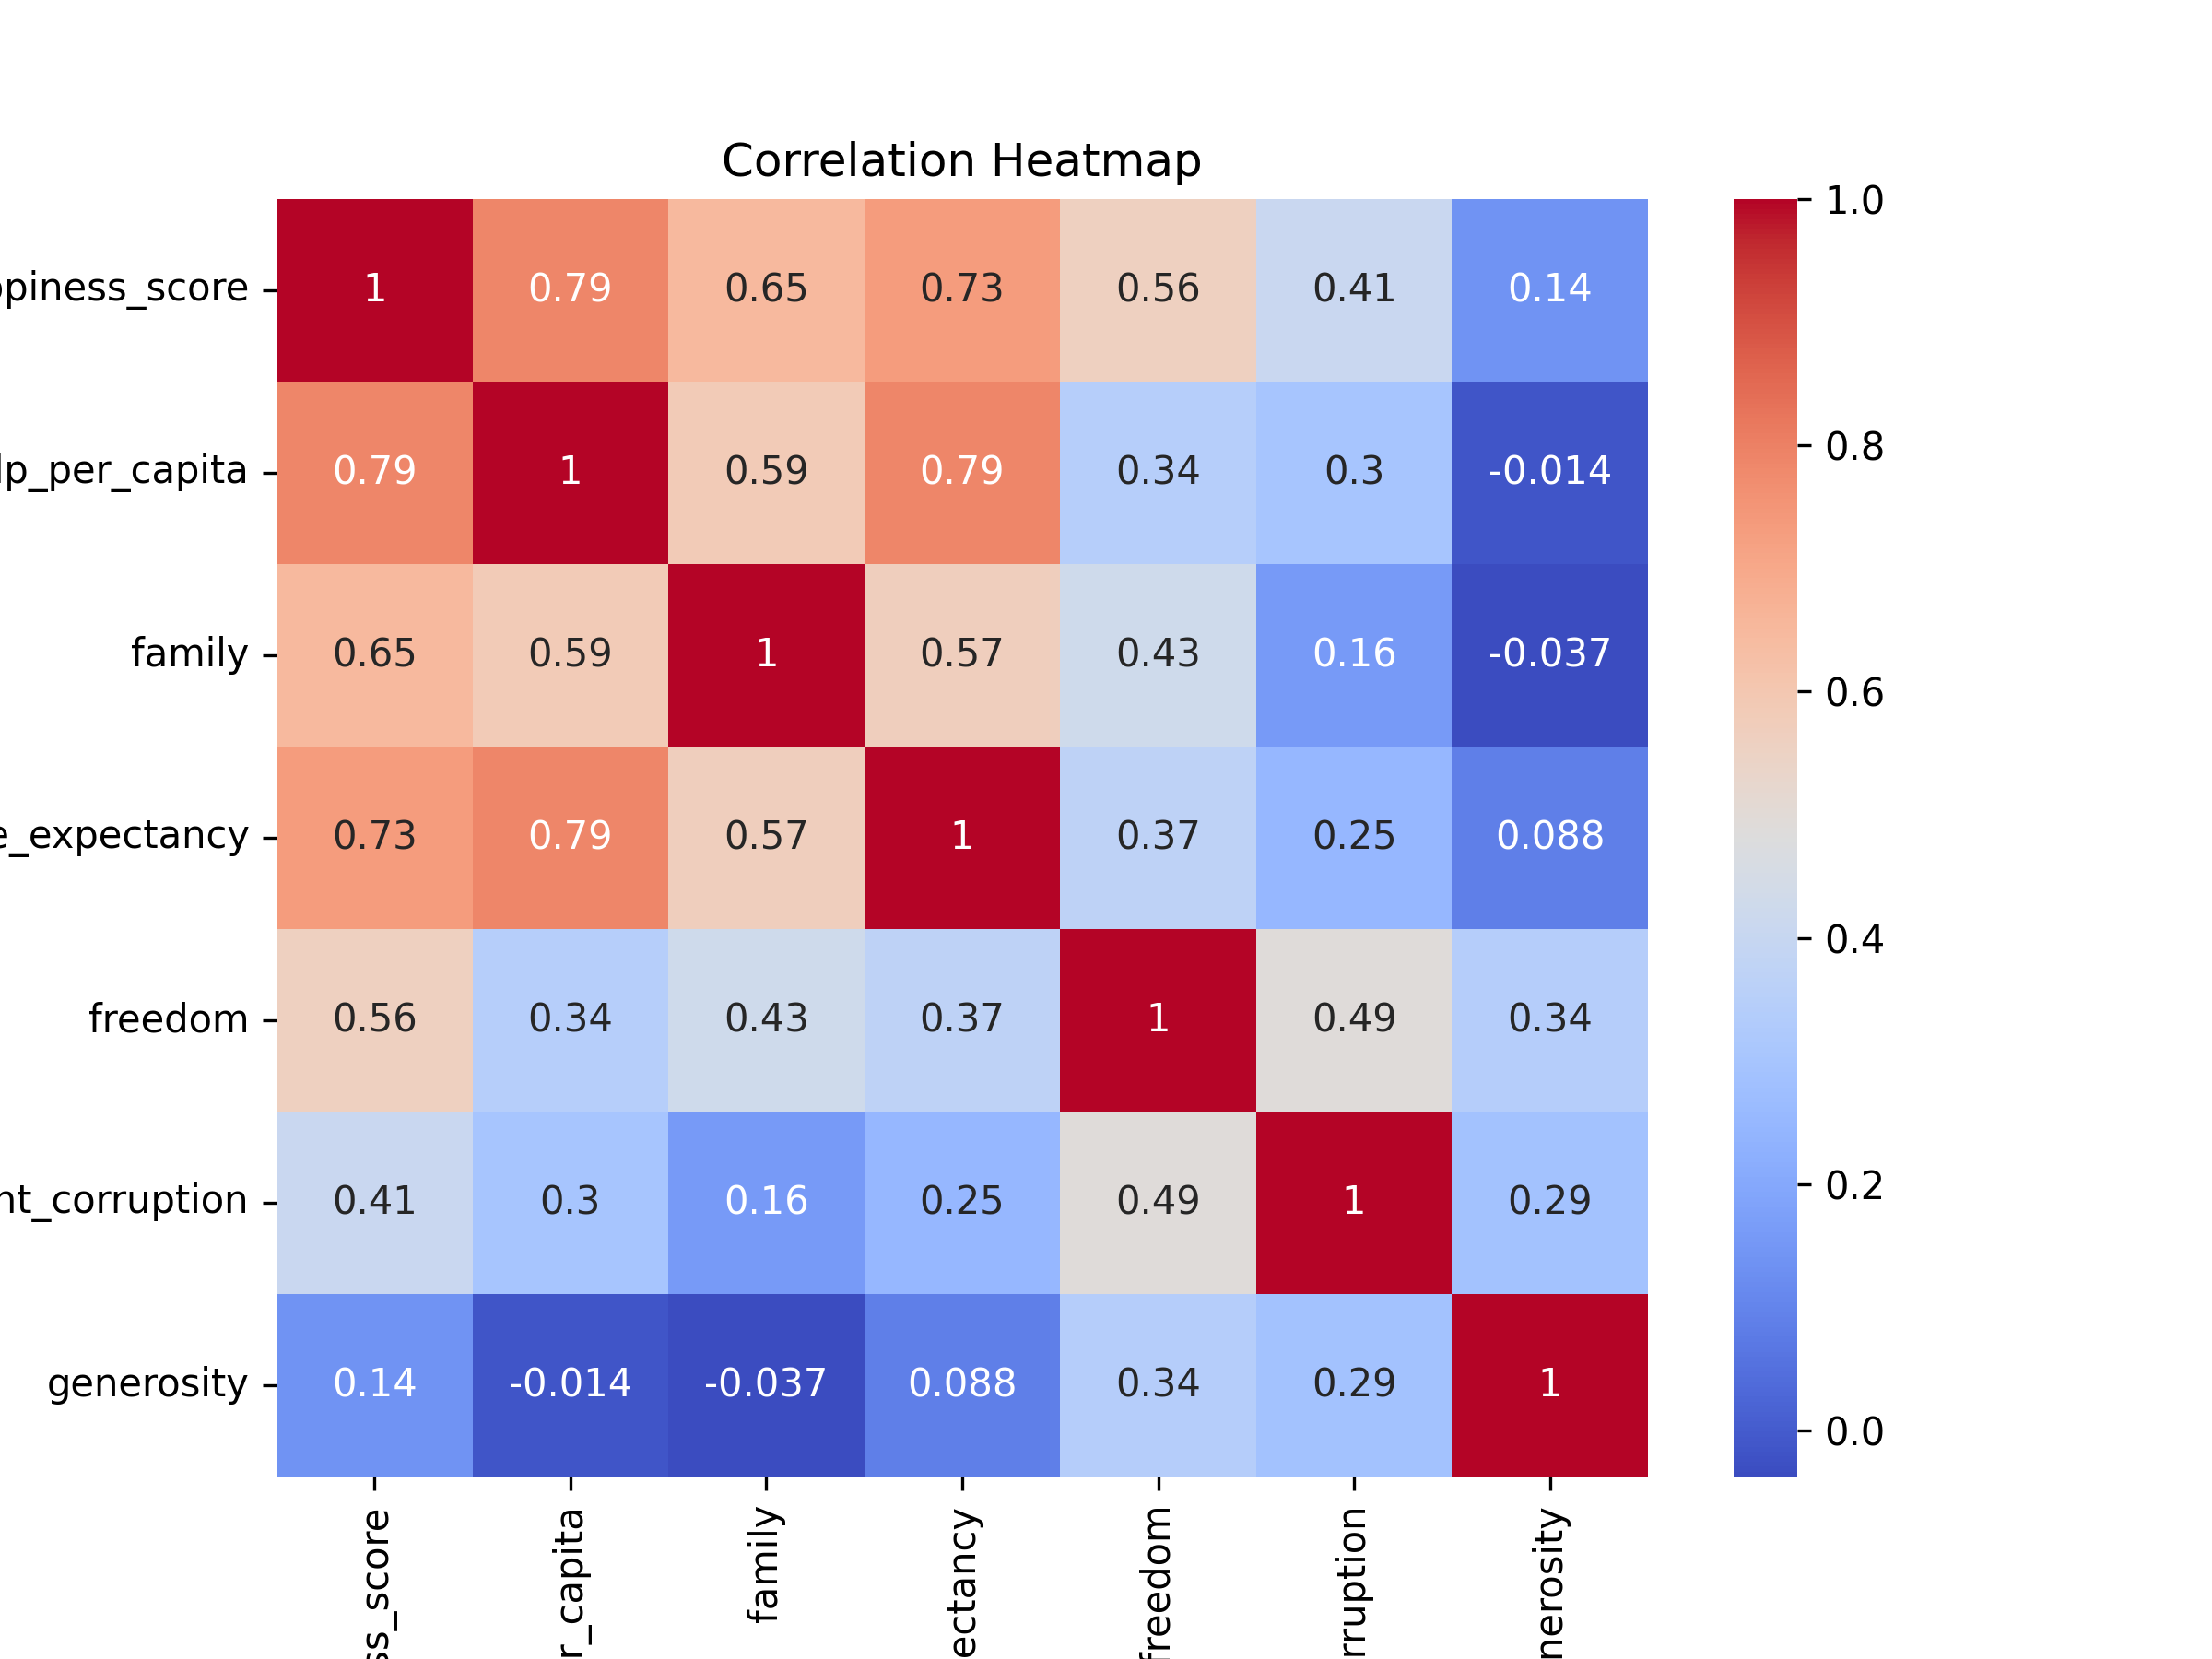 Correlation Heatmap
ppiness_score 1 0.79 0.65 0.73 0.56 0.41 0.14
lp_per_capita 0.79 1 0.59 0.79 0.34 0.3 -0.014
family 0.65 0.59 1 0.57 0.43 0.16 -0.037
e_expectancy 0.73 0.79 0.57 1 0.37 0.25 0.088
freedom 0.56 0.34 0.43 0.37 1 0.49 0.34
nt_corruption 0.41 0.3 0.16 0.25 0.49 1 0.29
generosity 0.14 -0.014 -0.037 0.088 0.34 0.29 1
ss_score
r_capita
family
ectancy
freedom
rruption
nerosity
1.0
0.8
0.6
0.4
0.2
0.0